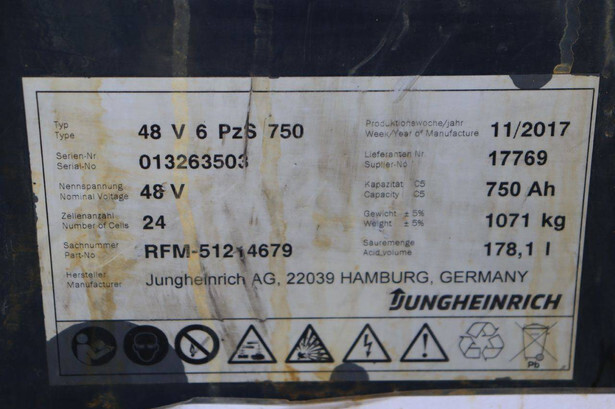 Typ
Type
48 V 6 PzS 750
Produktionswoche/jahr
Week/Year of Manufacture
11/2017
Serien-Nr
Serial-No
013263503
Lieferanten Nr
Suplier-No
17769
Nennspannung
Nominal Voltage
48 V
Kapazität C5
Capacity C5
750 Ah
Zellenanzahl
Number of Cells
24
Gewicht ± 5%
Weight ± 5%
1071 kg
Sachnummer
Part-No
RFM-512 4679
Säuremenge
Acid volume
178,1 l
Hersteller
Manufacturer
Jungheinrich AG, 22039 HAMBURG, GERMANY
JUNGHEINRICH
Pb